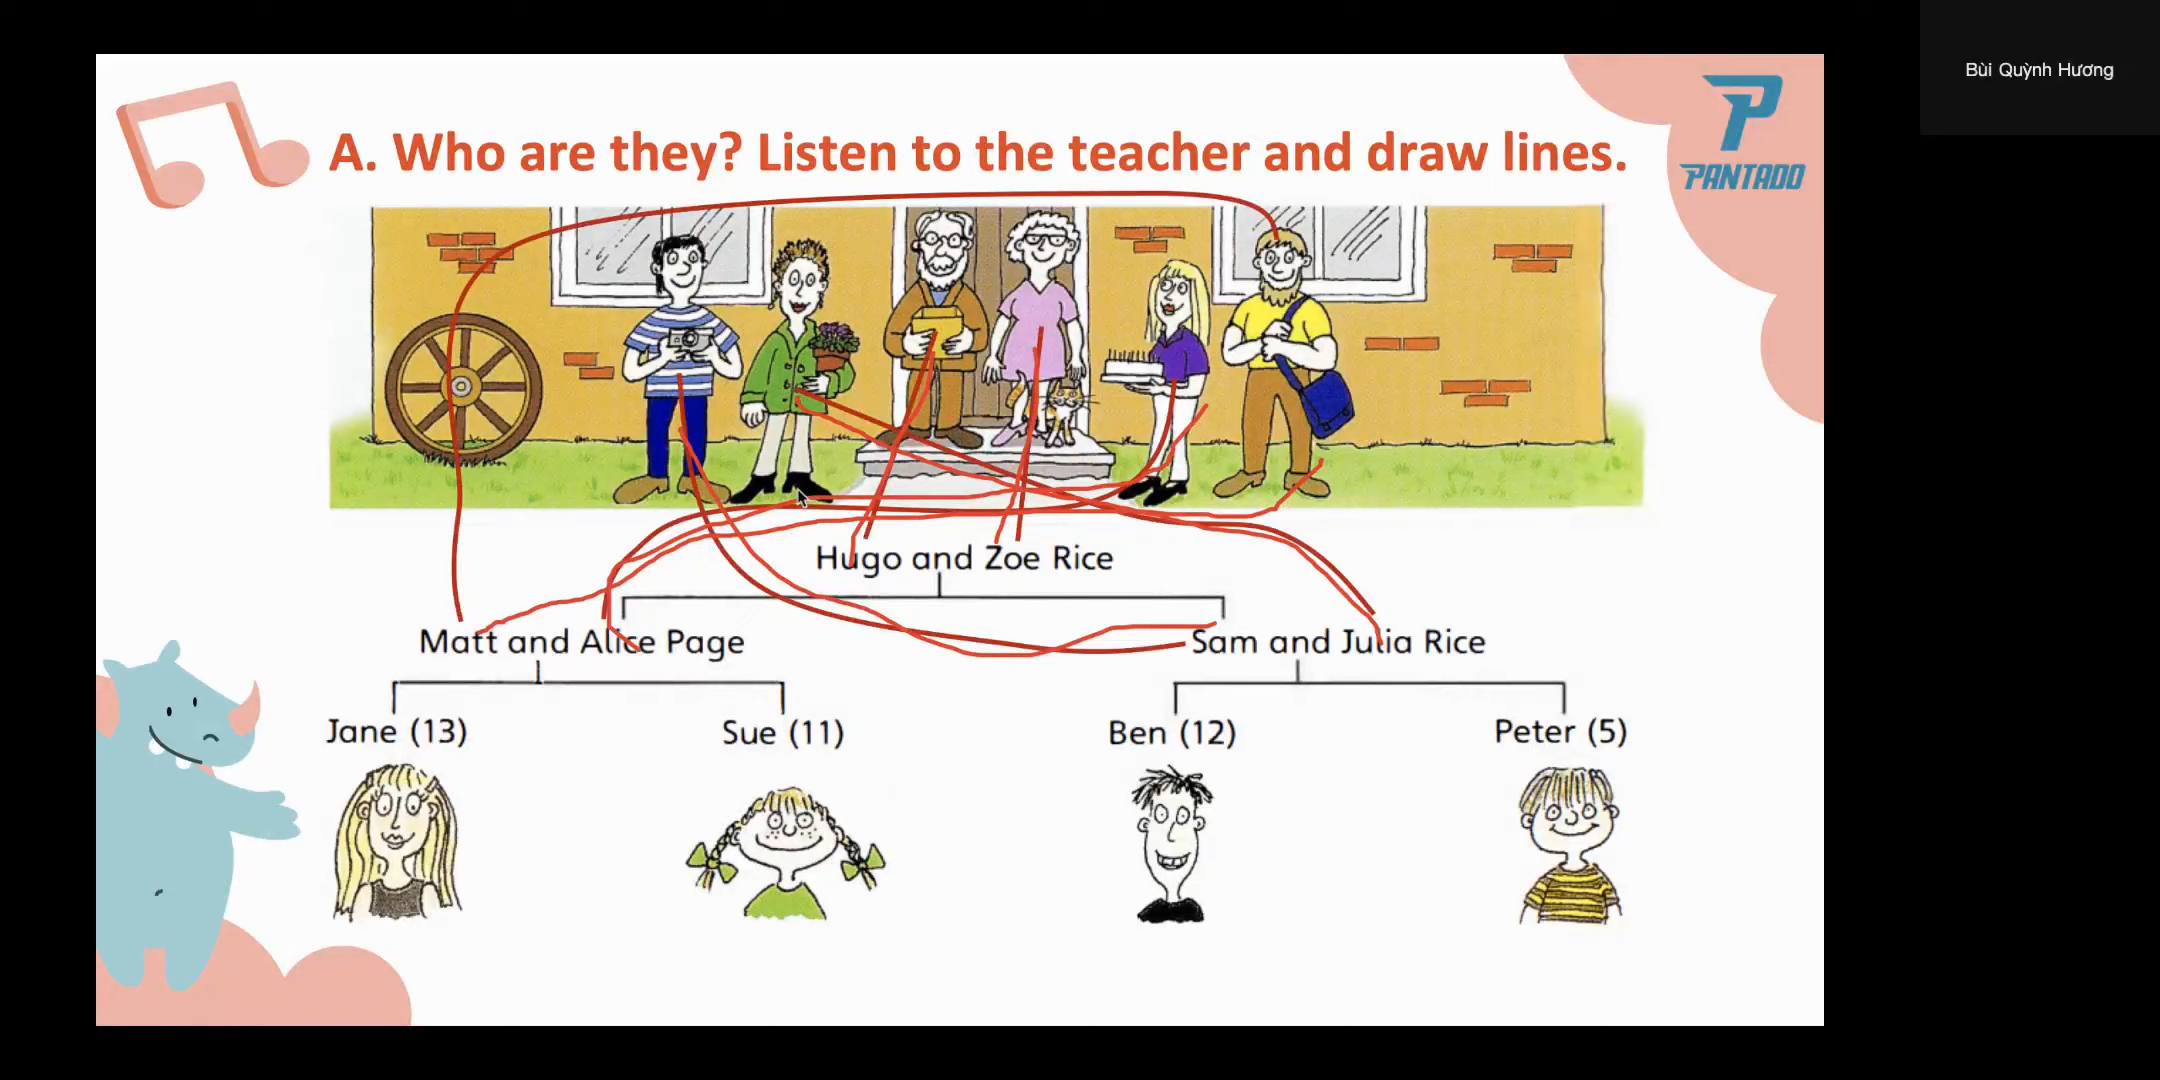 Bùi Quỳnh Hương
PANTADO
A. Who are they? Listen to the teacher and draw lines.
Hugo and Zoe Rice
Matt and Alice Page
Sam and Julia Rice
Jane (13)
Sue (11)
Ben (12)
Peter (5)